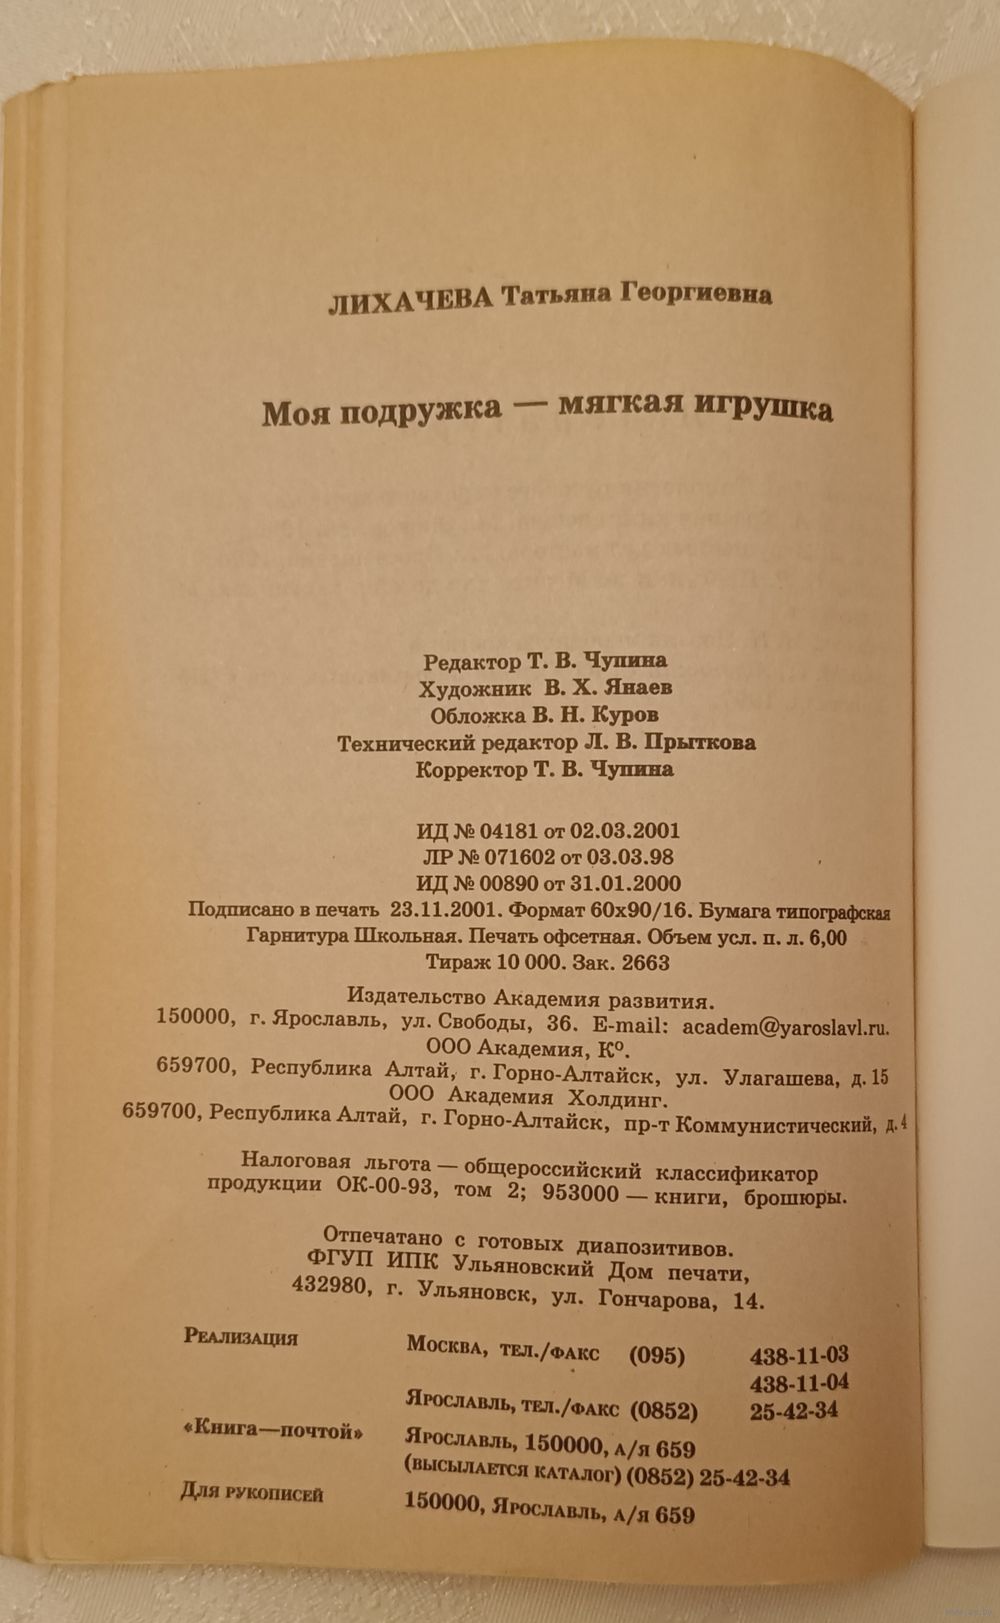 ЛИХАЧЕВА Татьяна Георгиевна
Моя подружка — мягкая игрушка
Редактор Т. В. Чупина
Художник В. Х. Янаев
Обложка В. Н. Куров
Технический редактор Л. В. Прыткова
Корректор Т. В. Чупина
ИД № 04181 от 02.03.2001
ЛР № 071602 от 03.03.98
ИД № 00890 от 31.01.2000
Подписано в печать 23.11.2001. Формат 60x90/16. Бумага типографская
Гарнитура Школьная. Печать офсетная. Объем усл. п. л. 6,00
Тираж 10 000. Зак. 2663
Издательство Академия развития.
150000, г. Ярославль, ул. Свободы, 36. E-mail: academ@yaroslavl.ru.
ООО Академия, Кº.
659700, Республика Алтай, г. Горно-Алтайск, ул. Улагашева, д. 15
ООО Академия Холдинг.
659700, Республика Алтай, г. Горно-Алтайск, пр-т Коммунистический, д. 4
Налоговая льгота — общероссийский классификатор
продукции ОК-00-93, том 2; 953000 — книги, брошюры.
Отпечатано с готовых диапозитивов.
ФГУП ИПК Ульяновский Дом печати,
432980, г. Ульяновск, ул. Гончарова, 14.
Реализация Москва, тел./факс (095) 438-11-03
438-11-04
Ярославль, тел./факс (0852) 25-42-34
«Книга—почтой» Ярославль, 150000, а/я 659
(высылается каталог) (0852) 25-42-34
Для рукописей 150000, Ярославль, а/я 659